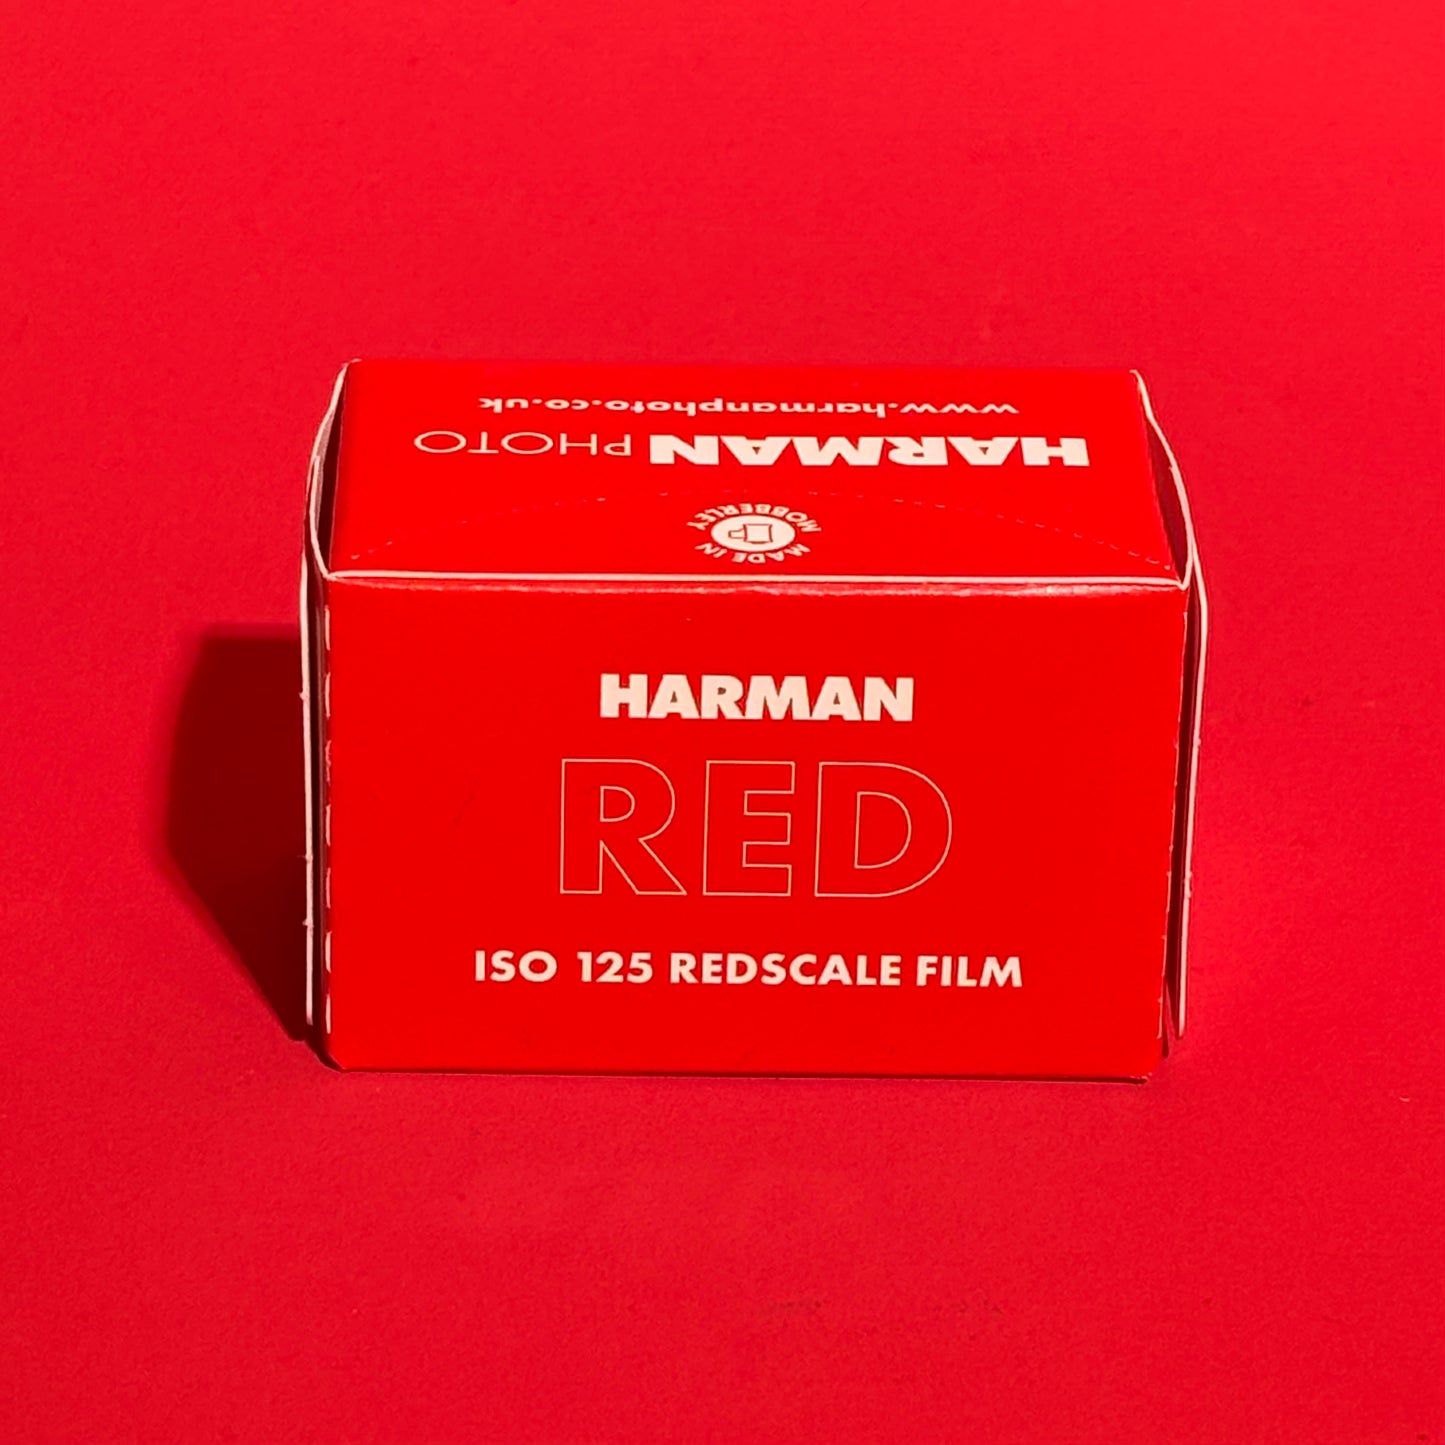 www.harmanphoto.co.uk
HARMAN PHOTO
MADE IN MOBBERLEY
HARMAN
RED
ISO 125 REDSCALE FILM